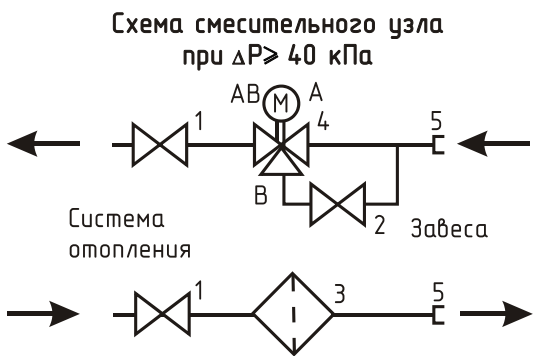 Схема смесительного узла
при ΔP⩾ 40 кПа
AB M A
1 4 5
B
2
Система Завеса
отопления
1 3 5